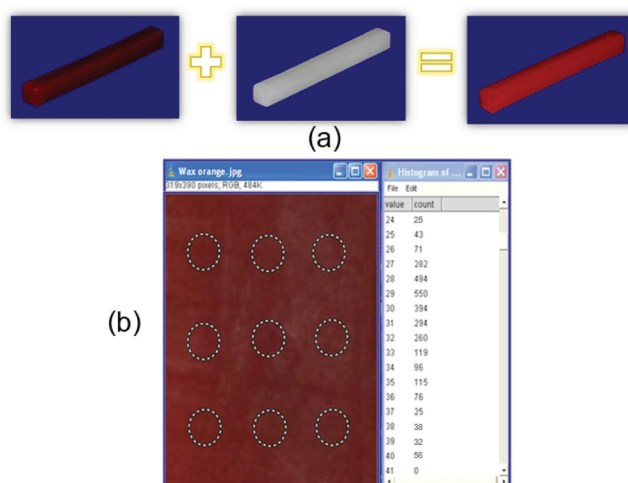 (a)
Wax orange.jpg
319x390 pixels; RGB; 484K
(b)
Histogram of ...
File Edit
value count
24 25
25 43
26 71
27 282
28 494
29 550
30 394
31 294
32 260
33 119
34 96
35 115
36 76
37 25
38 38
39 32
40 56
41 0